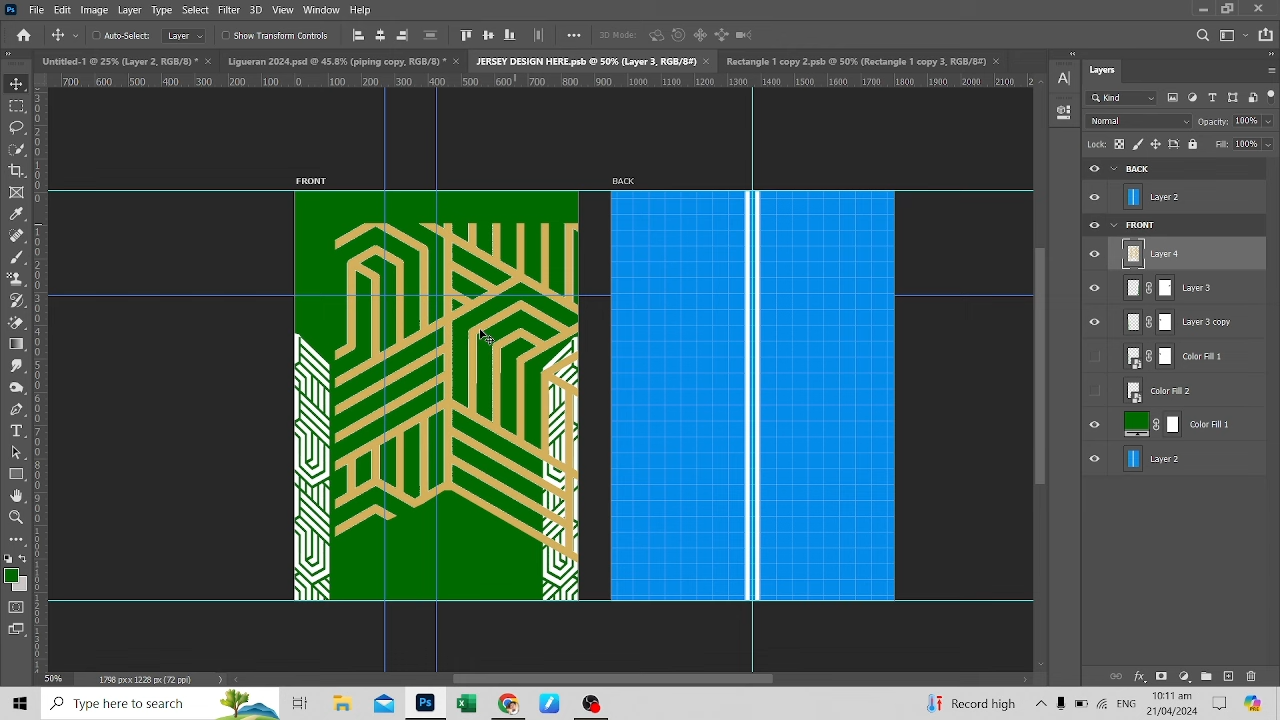 Ps File Edit Image Layer Type Select Filter 3D View Window Help
Auto-Select: Layer Show Transform Controls 3D Mode:
Untitled-1 @ 25% (Layer 2, RGB/8) * × Ligueran 2024.psd @ 45.8% (piping copy, RGB/8) * × JERSEY DESIGN HERE.psb @ 50% (Layer 3, RGB/8#) × Rectangle 1 copy 2.psb @ 50% (Rectangle 1 copy 3, RGB/8#) ×
700 600 500 400 300 200 100 0 100 200 300 400 500 600 700 800 900 1000 1100 1200 1300 1400 1500 1600 1700 1800 1900 2000 2100
FRONT BACK
Layers
Kind
Normal Opacity: 100%
Lock: Fill: 100%
BACK
Layer 2
FRONT
Layer 4
Layer 3
Layer 3 copy
Color Fill 1
Color Fill 2
Color Fill 1
Layer 2
50% 1798 px x 1228 px (72 ppi)
Type here to search
Ps
Record high
ENG
10:11 am
21/04/2024